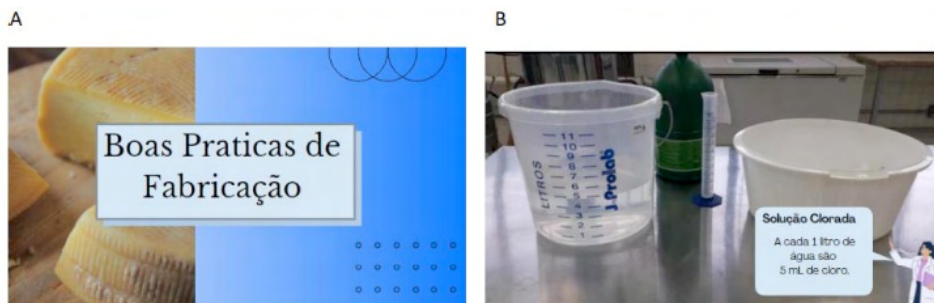 .A
B
Boas Praticas de
Fabricação
11
10
9
8
7
6
5
4
3
2
1
LITROS
J.Prolab
Solução Clorada
A cada 1 litro de
água são
5 mL de cloro.